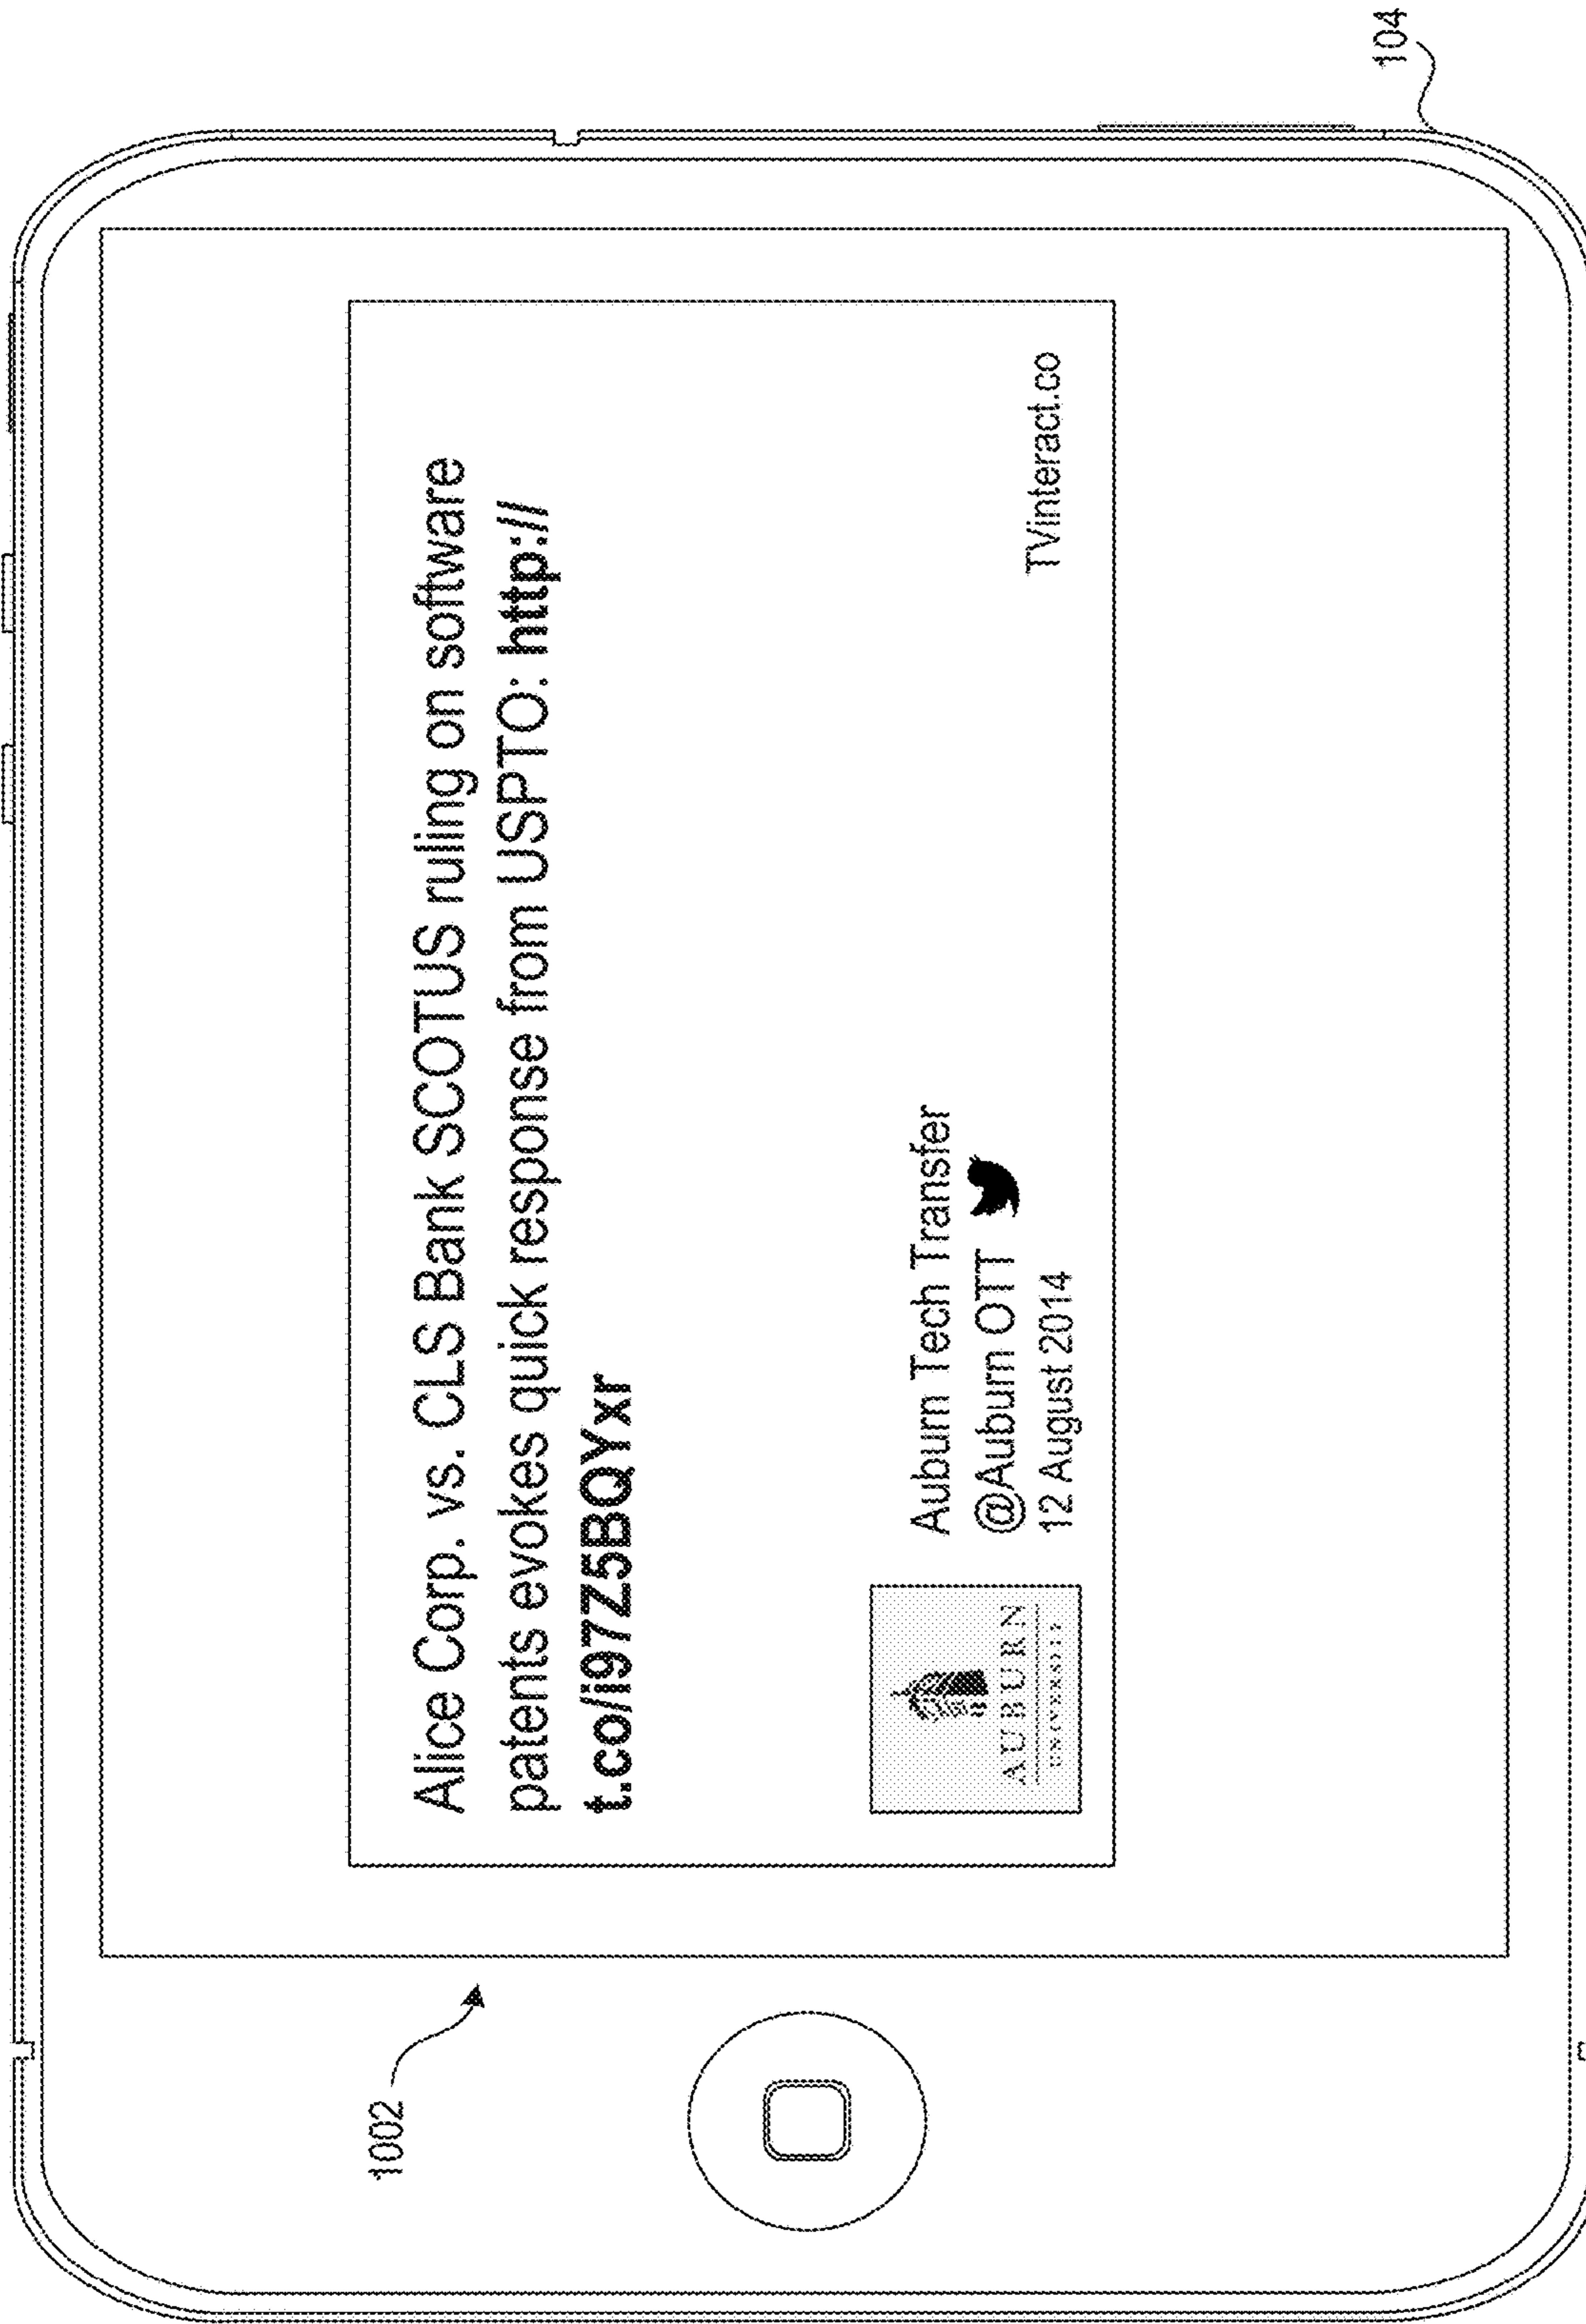 Alice Corp. vs. CLS Bank SCOTUS ruling on software
patents evokes quick response from USPTO: http://
t.co/i97Z5BQYxr
AUBURN
UNIVERSITY
Auburn Tech Transfer
@Auburn OTT
12 August 2014
TVinteract.co
1002
104